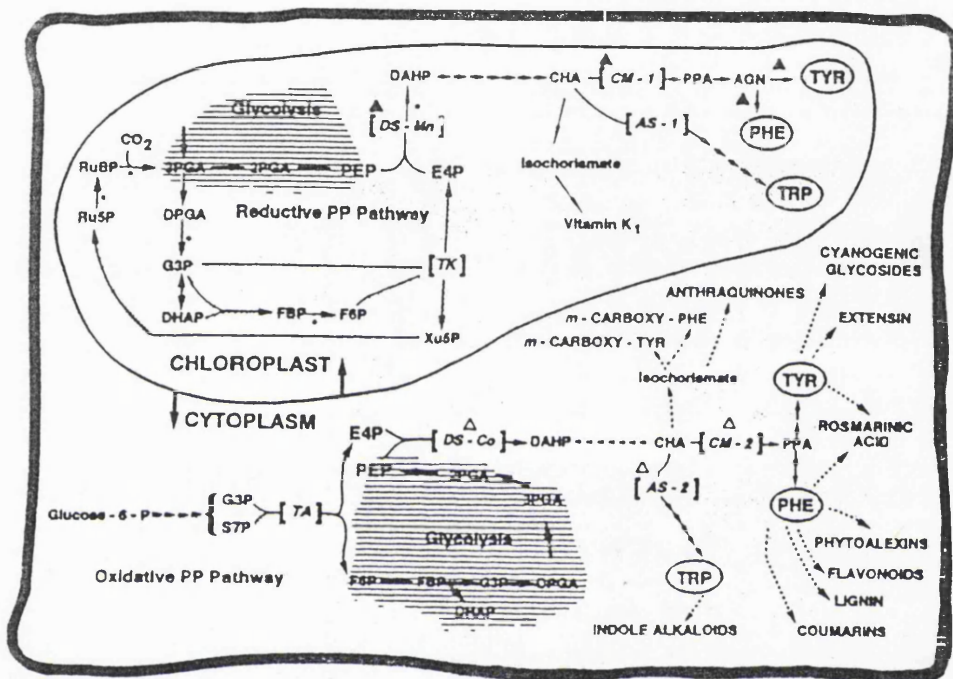 DAHP CHA [ CM - 1 ] PPA AGN TYR
Glycolysis
[ DS - Mn ]
[ AS - 1 ]
PHE
CO2
RuBP 3PGA 2PGA PEP E4P
Isochorismate
TRP
Ru5P DPGA Reductive PP Pathway
Vitamin K1
CYANOGENIC
GLYCOSIDES
G3P [ TK ]
ANTHRAQUINONES
DHAP FBP F6P
m - CARBOXY - PHE
EXTENSIN
m - CARBOXY - TYR
Xu5P
CHLOROPLAST
Isochorismate
TYR
CYTOPLASM
E4P [ DS - Co ] DAHP CHA [ CM - 2 ] PPA
ROSMARINIC
ACID
PEP 2PGA 3PGA
[ AS - 2 ]
PHE
Glucose - 6 - P G3P
S7P
[ TA ]
Glycolysis
PHYTOALEXINS
Oxidative PP Pathway
F6P FBP G3P DPGA
TRP
FLAVONOIDS
DHAP
LIGNIN
INDOLE ALKALOIDS
COUMARINS